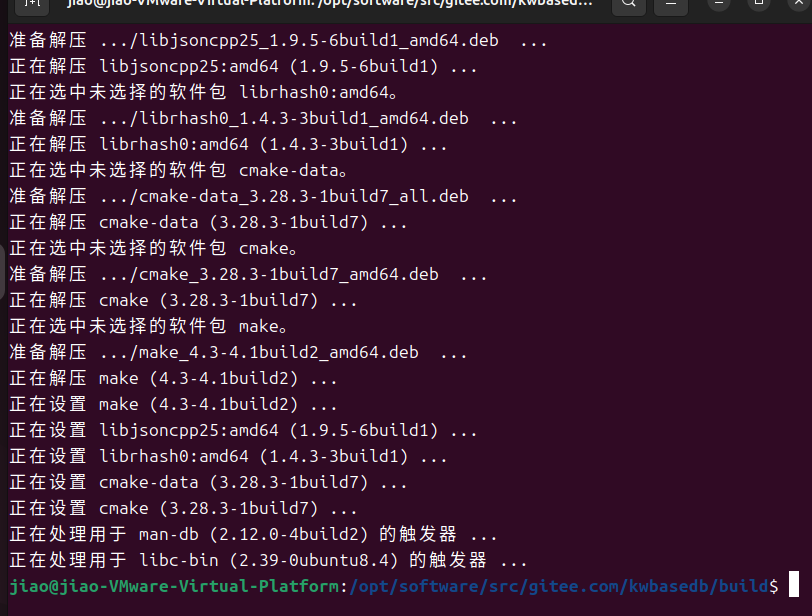 jiao@jiao-VMware-Virtual-Platform: /opt/software/src/gitee.com/kwbased...
准备解压 .../libjsoncpp25_1.9.5-6build1_amd64.deb ...
正在解压 libjsoncpp25:amd64 (1.9.5-6build1) ...
正在选中未选择的软件包 librhash0:amd64。
准备解压 .../librhash0_1.4.3-3build1_amd64.deb ...
正在解压 librhash0:amd64 (1.4.3-3build1) ...
正在选中未选择的软件包 cmake-data。
准备解压 .../cmake-data_3.28.3-1build7_all.deb ...
正在解压 cmake-data (3.28.3-1build7) ...
正在选中未选择的软件包 cmake。
准备解压 .../cmake_3.28.3-1build7_amd64.deb ...
正在解压 cmake (3.28.3-1build7) ...
正在选中未选择的软件包 make。
准备解压 .../make_4.3-4.1build2_amd64.deb ...
正在解压 make (4.3-4.1build2) ...
正在设置 make (4.3-4.1build2) ...
正在设置 libjsoncpp25:amd64 (1.9.5-6build1) ...
正在设置 librhash0:amd64 (1.4.3-3build1) ...
正在设置 cmake-data (3.28.3-1build7) ...
正在设置 cmake (3.28.3-1build7) ...
正在处理用于 man-db (2.12.0-4build2) 的触发器 ...
正在处理用于 libc-bin (2.39-0ubuntu8.4) 的触发器 ...
jiao@jiao-VMware-Virtual-Platform:/opt/software/src/gitee.com/kwbasedb/build$